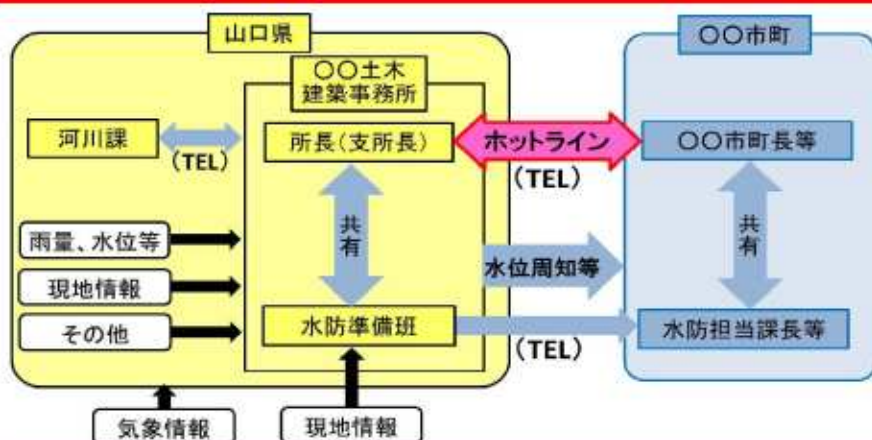 山口県
〇〇市町
〇〇土木
建築事務所
河川課
(TEL)
所長(支所長)
ホットライン
(TEL)
〇〇市町長等
共有
共有
雨量、水位等
現地情報
その他
水位周知等
水防準備班
(TEL)
水防担当課長等
気象情報
現地情報